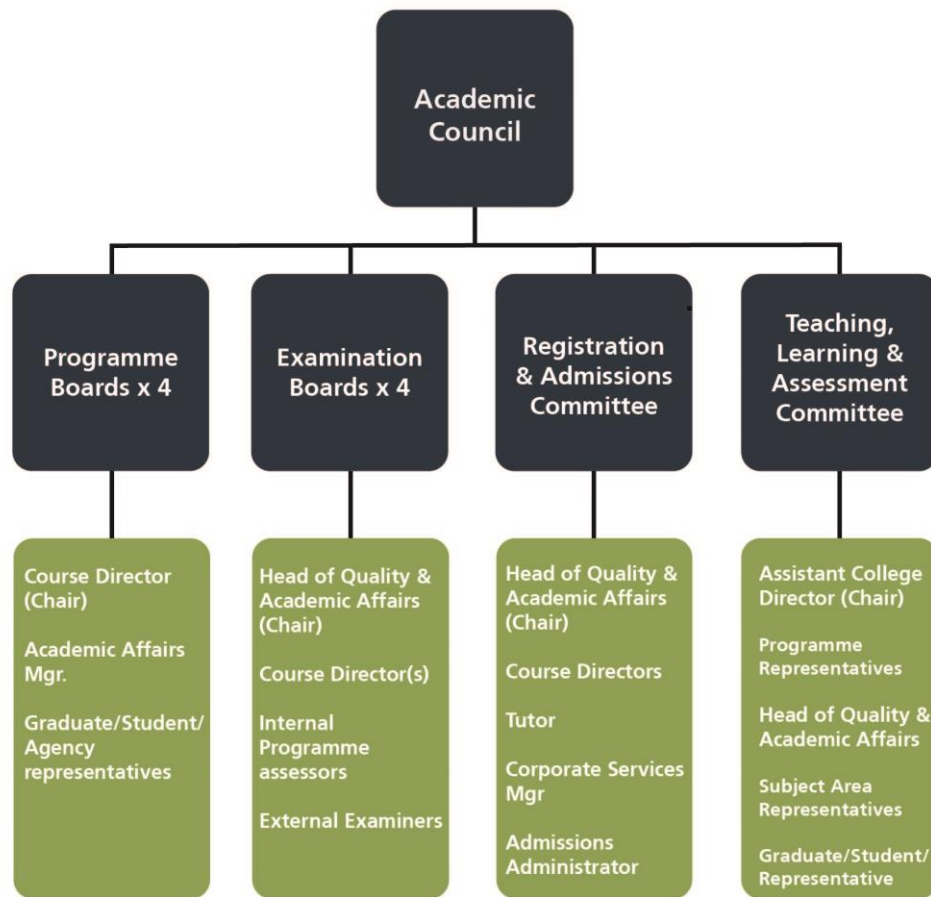 Academic
Council
Programme
Boards x 4
Examination
Boards x 4
Registration
& Admissions
Committee
Teaching,
Learning &
Assessment
Committee
Course Director
(Chair)
Academic Affairs
Mgr.
Graduate/Student/
Agency
representatives
Head of Quality &
Academic Affairs
(Chair)
Course Director(s)
Internal
Programme
assessors
External Examiners
Head of Quality &
Academic Affairs
(Chair)
Course Directors
Tutor
Corporate Services
Mgr
Admissions
Administrator
Assistant College
Director (Chair)
Programme
Representatives
Head of Quality &
Academic Affairs
Subject Area
Representatives
Graduate/Student/
Representative